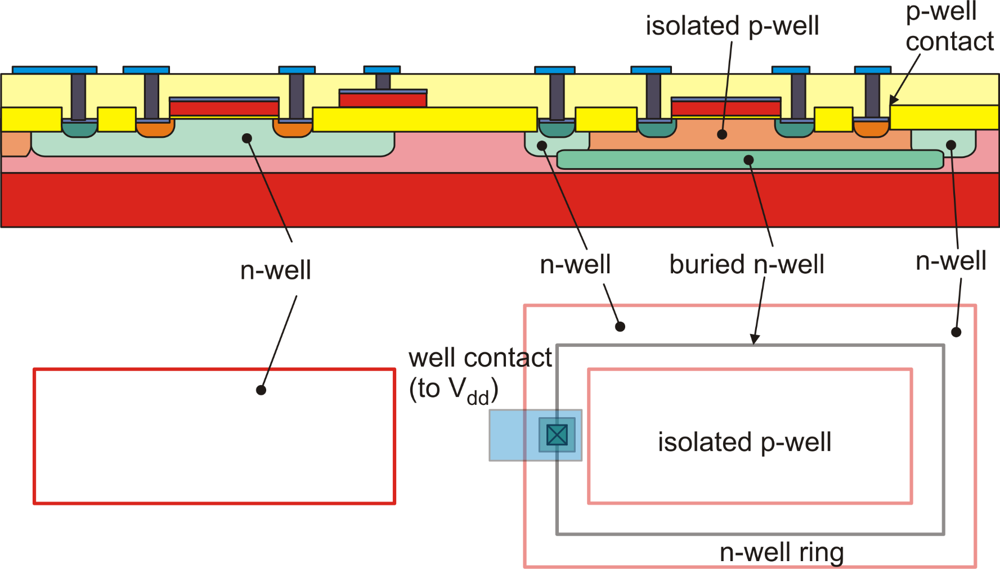 isolated p-well
p-well
contact
n-well
n-well
buried n-well
n-well
well contact
(to Vdd)
isolated p-well
n-well ring